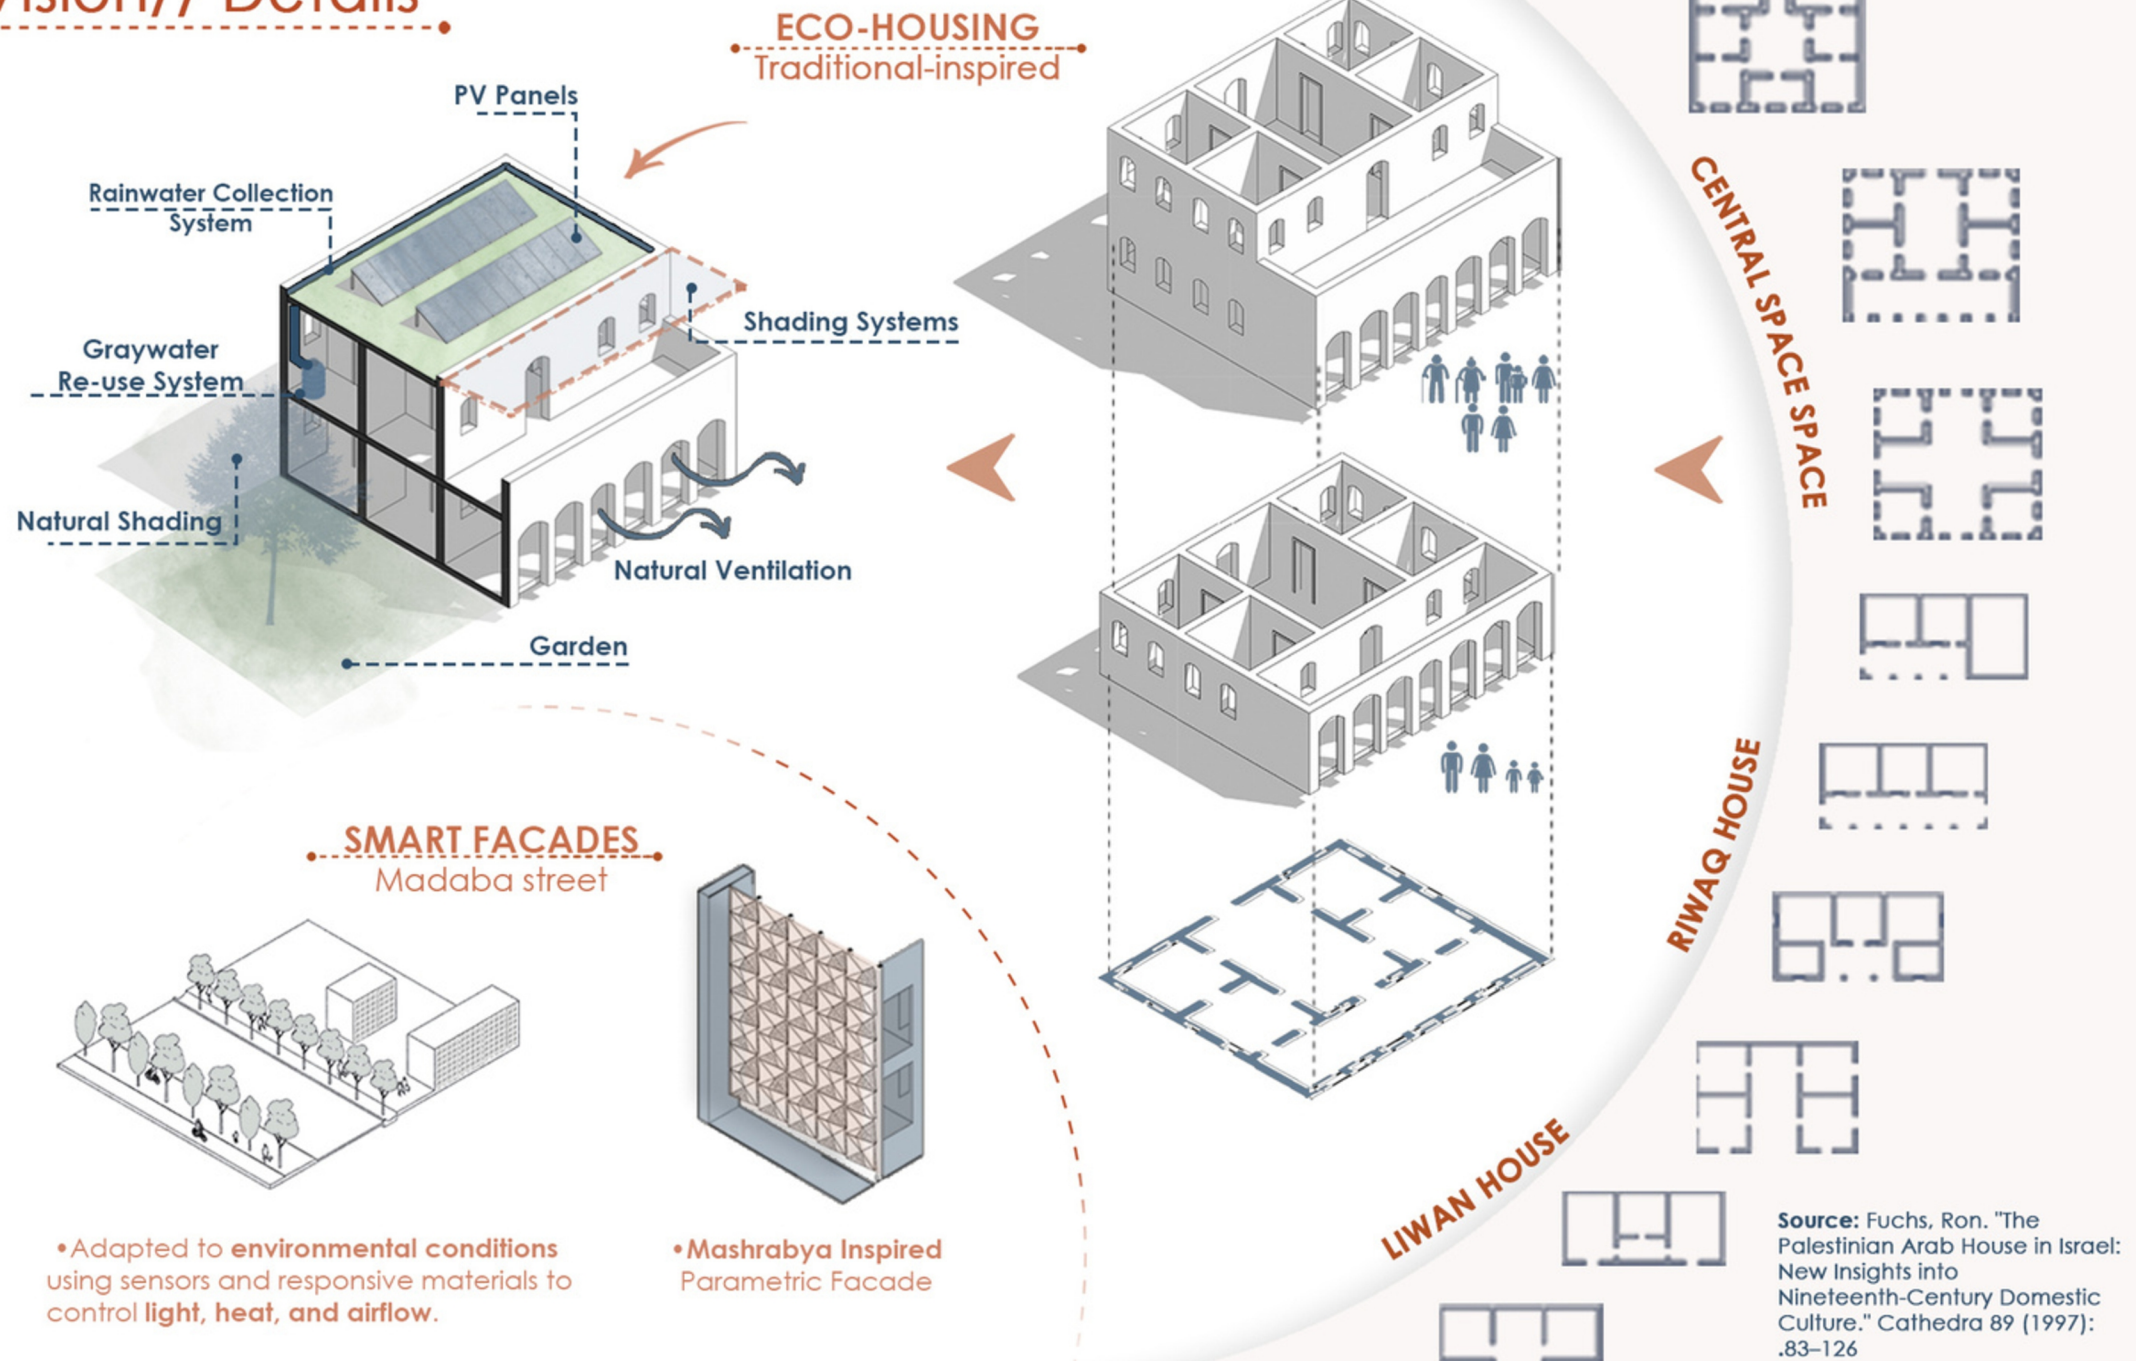 Vision// Details
ECO-HOUSING
Traditional-inspired
PV Panels
Rainwater Collection
System
Graywater
Re-use System
Shading Systems
Natural Shading
Natural Ventilation
Garden
CENTRAL SPACE SPACE
RIWAQ HOUSE
LIWAN HOUSE
SMART FACADES
Madaba street
•Adapted to environmental conditions
using sensors and responsive materials to
control light, heat, and airflow.
•Mashrabya Inspired
Parametric Facade
Source: Fuchs, Ron. "The
Palestinian Arab House in Israel:
New Insights into
Nineteenth-Century Domestic
Culture." Cathedra 89 (1997):
.83–126